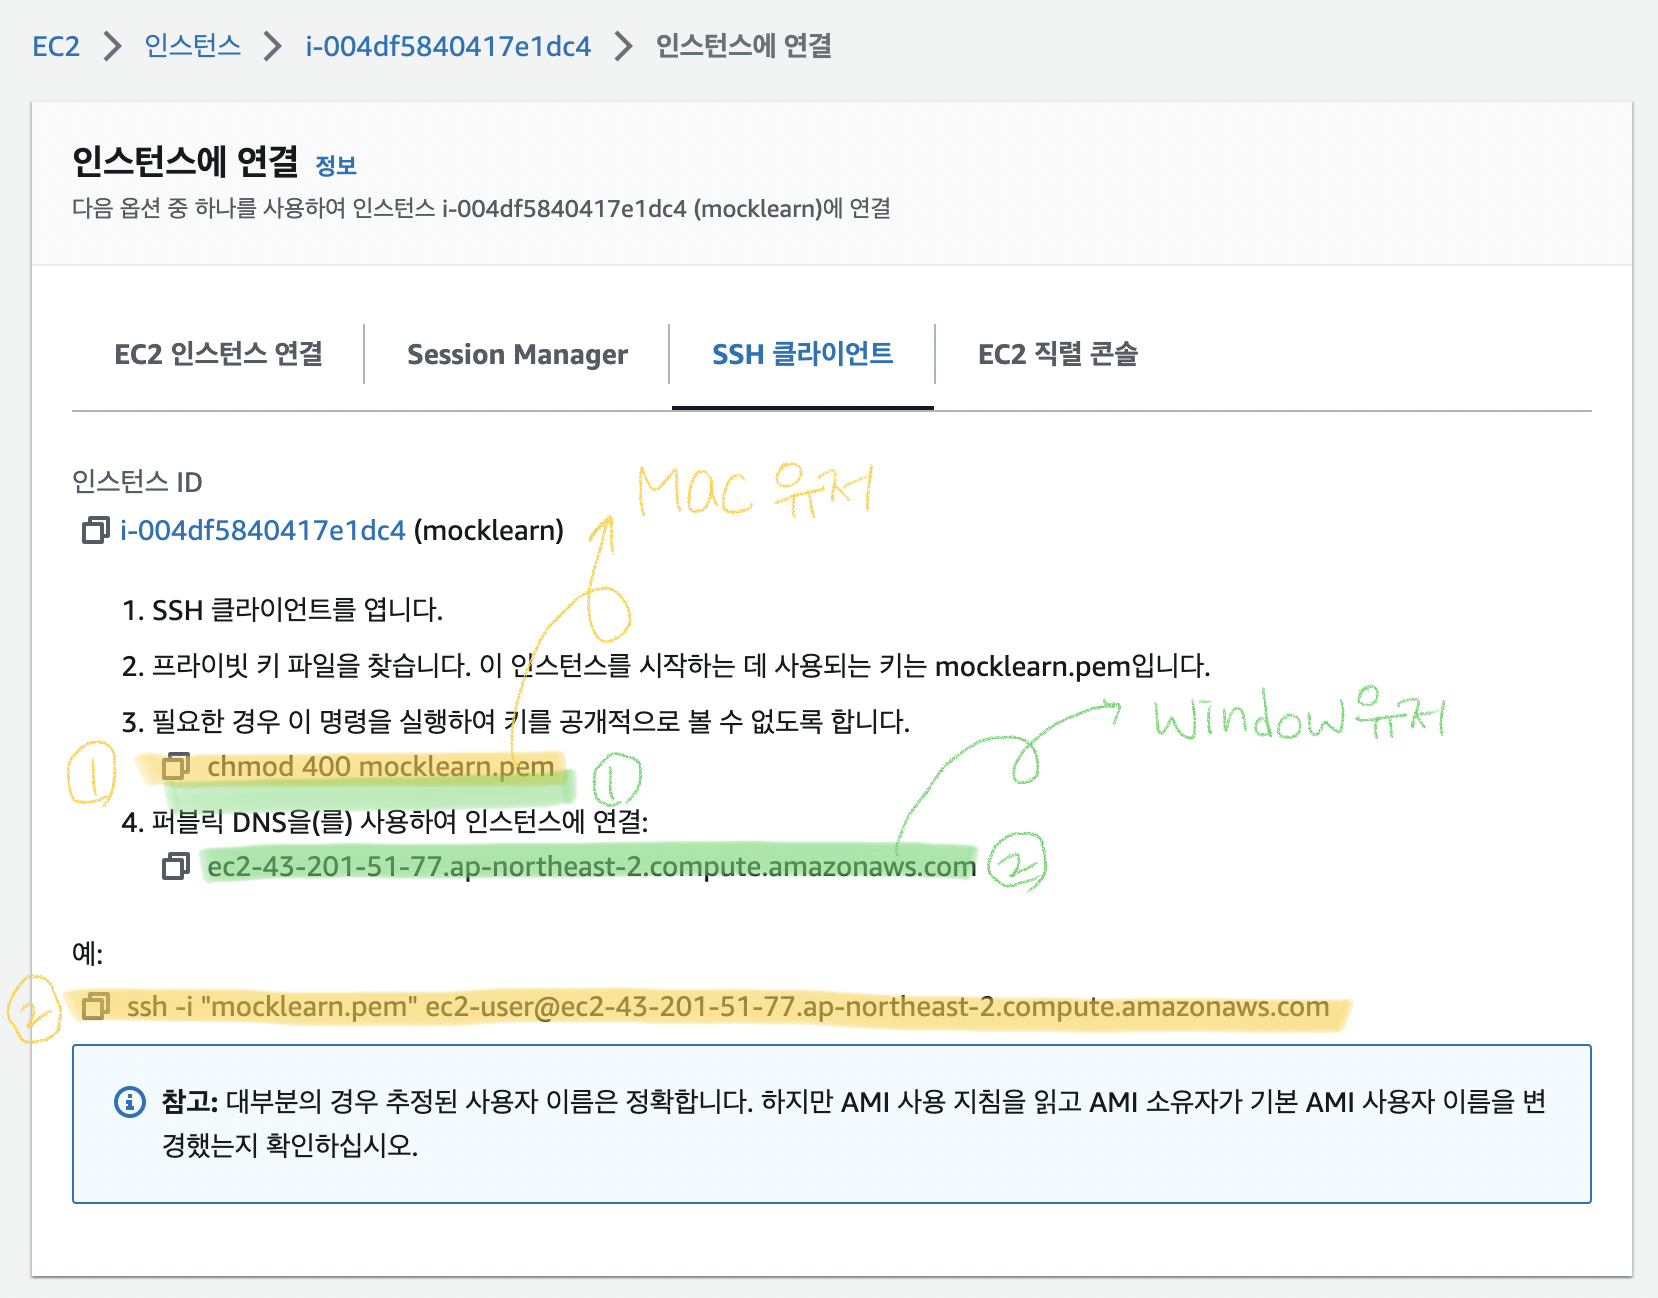 EC2 > 인스턴스 > i-004df5840417e1dc4 > 인스턴스에 연결
인스턴스에 연결 정보
다음 옵션 중 하나를 사용하여 인스턴스 i-004df5840417e1dc4 (mocklearn)에 연결
EC2 인스턴스 연결 Session Manager SSH 클라이언트 EC2 직렬 콘솔
Mac 유저
인스턴스 ID
i-004df5840417e1dc4 (mocklearn)
1. SSH 클라이언트를 엽니다.
2. 프라이빗 키 파일을 찾습니다. 이 인스턴스를 시작하는 데 사용되는 키는 mocklearn.pem입니다.
Window 유저
3. 필요한 경우 이 명령을 실행하여 키를 공개적으로 볼 수 없도록 합니다.
① chmod 400 mocklearn.pem ①
4. 퍼블릭 DNS을(를) 사용하여 인스턴스에 연결:
ec2-43-201-51-77.ap-northeast-2.compute.amazonaws.com ②
예:
② ssh -i "mocklearn.pem" ec2-user@ec2-43-201-51-77.ap-northeast-2.compute.amazonaws.com
참고: 대부분의 경우 추정된 사용자 이름은 정확합니다. 하지만 AMI 사용 지침을 읽고 AMI 소유자가 기본 AMI 사용자 이름을 변
경했는지 확인하십시오.